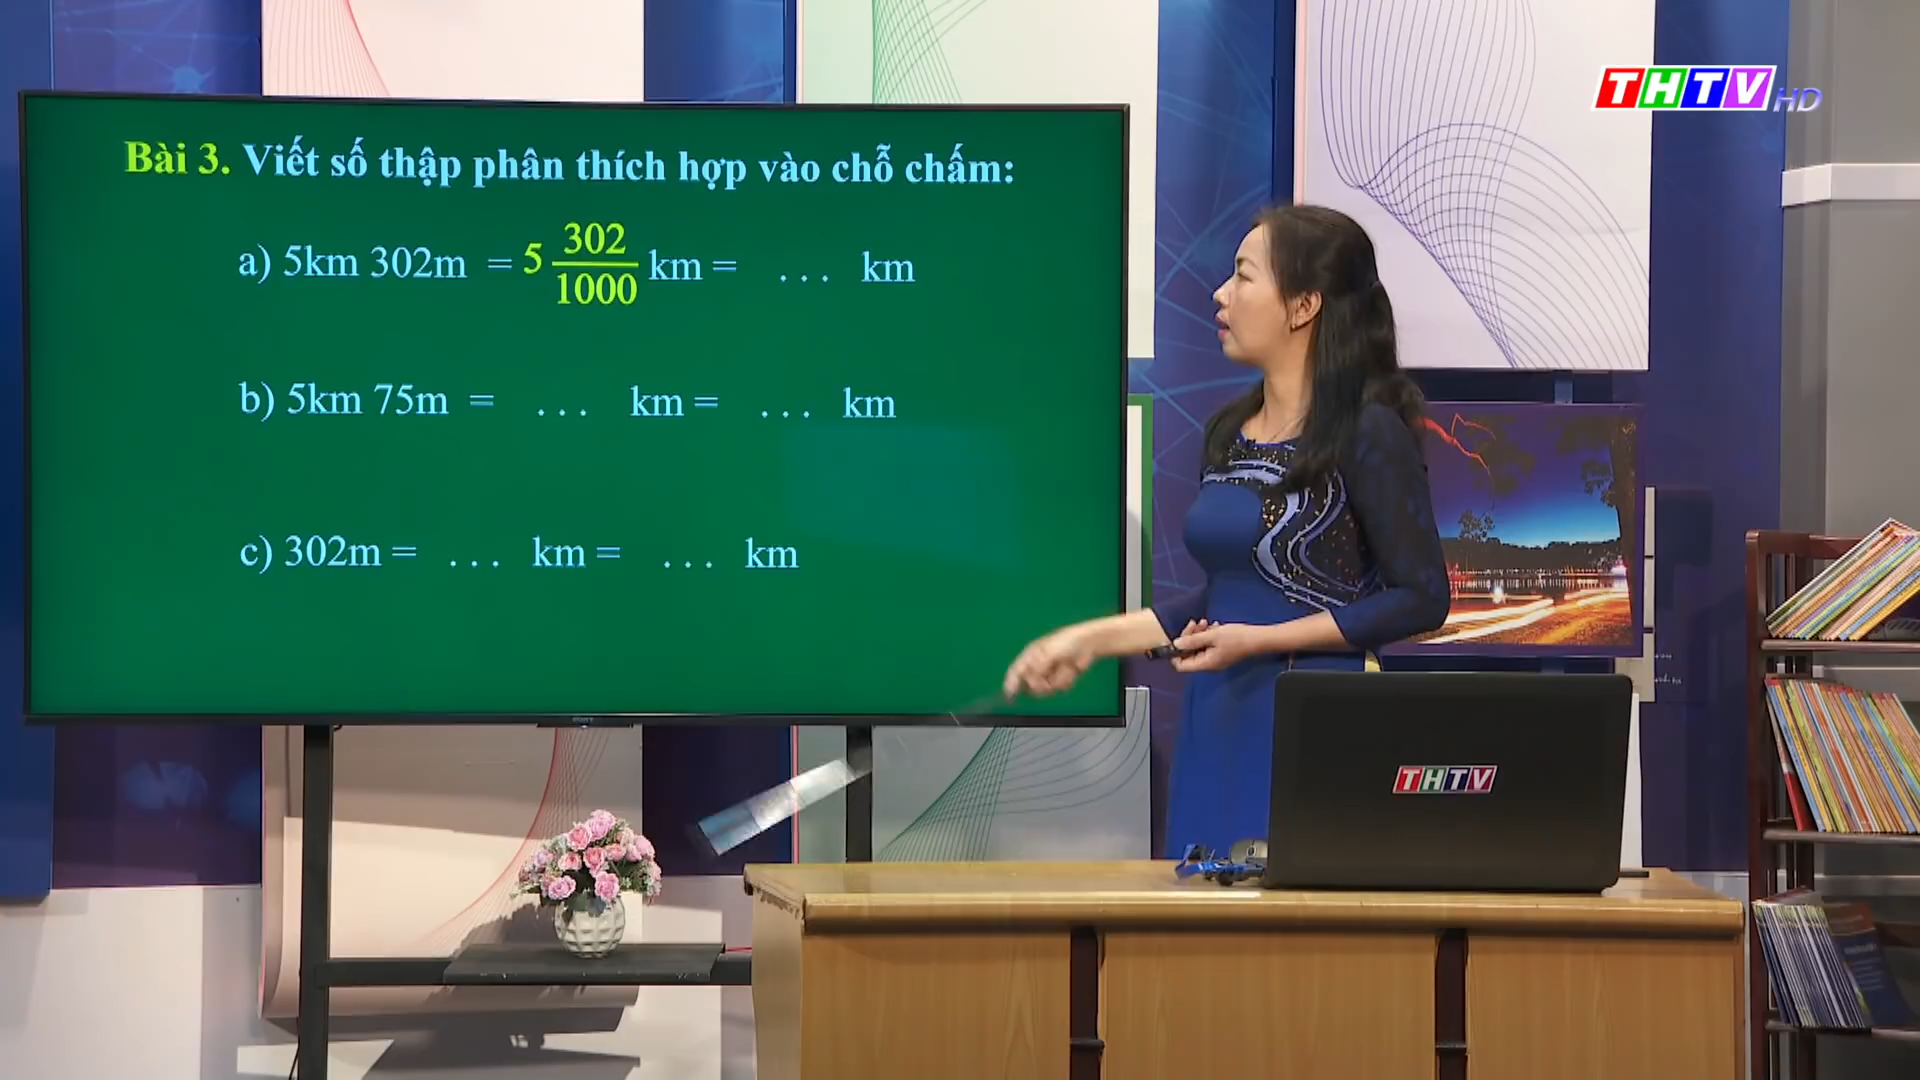 THTV HD
Bài 3. Viết số thập phân thích hợp vào chỗ chấm:
a) 5km 302m = 5 302/1000 km = ... km
b) 5km 75m = ... km = ... km
c) 302m = ... km = ... km
SONY
THTV